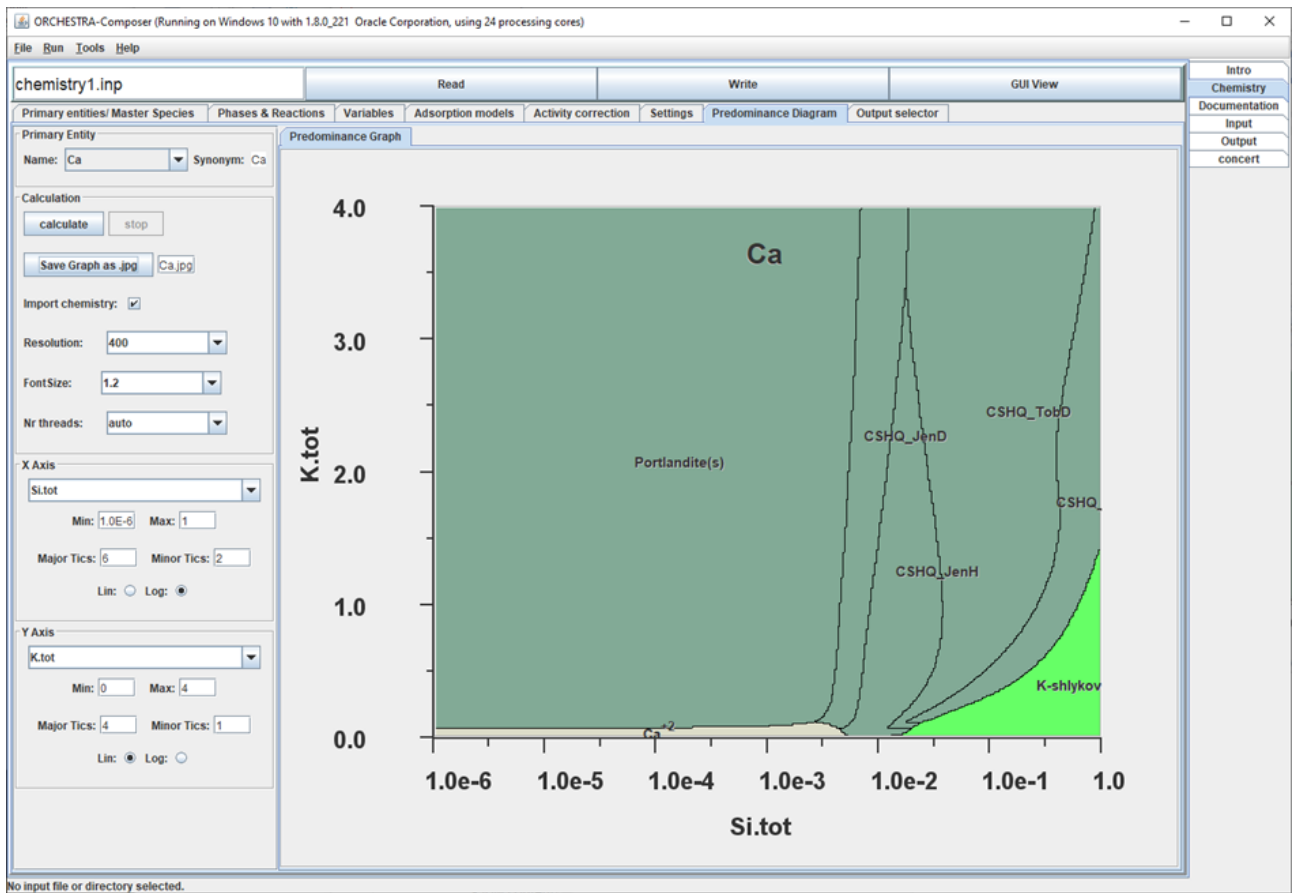 ORCHESTRA-Composer (Running on Windows 10 with 1.8.0_221 Oracle Corporation, using 24 processing cores)
File Run Tools Help
chemistry1.inp Read Write GUI View
Intro
Chemistry
Documentation
Input
Output
concert
Primary entities/ Master Species Phases & Reactions Variables Adsorption models Activity correction Settings Predominance Diagram Output selector
Primary Entity
Name: Ca Synonym: Ca
Calculation
calculate stop
Save Graph as .jpg Ca.jpg
Import chemistry:
Resolution: 400
FontSize: 1.2
Nr threads: auto
X Axis
Si.tot
Min: 1.0E-6 Max: 1
Major Tics: 6 Minor Tics: 2
Lin: Log:
Y Axis
K.tot
Min: 0 Max: 4
Major Tics: 4 Minor Tics: 1
Lin: Log:
Predominance Graph
Ca
4.0
3.0
2.0
1.0
0.0
K.tot
CSHQ_TobD
CSHQ_JenD
Portlandite(s)
CSHQ_
CSHQ_JenH
K-shlykov
Ca+2
1.0e-6 1.0e-5 1.0e-4 1.0e-3 1.0e-2 1.0e-1 1.0
Si.tot
No input file or directory selected.